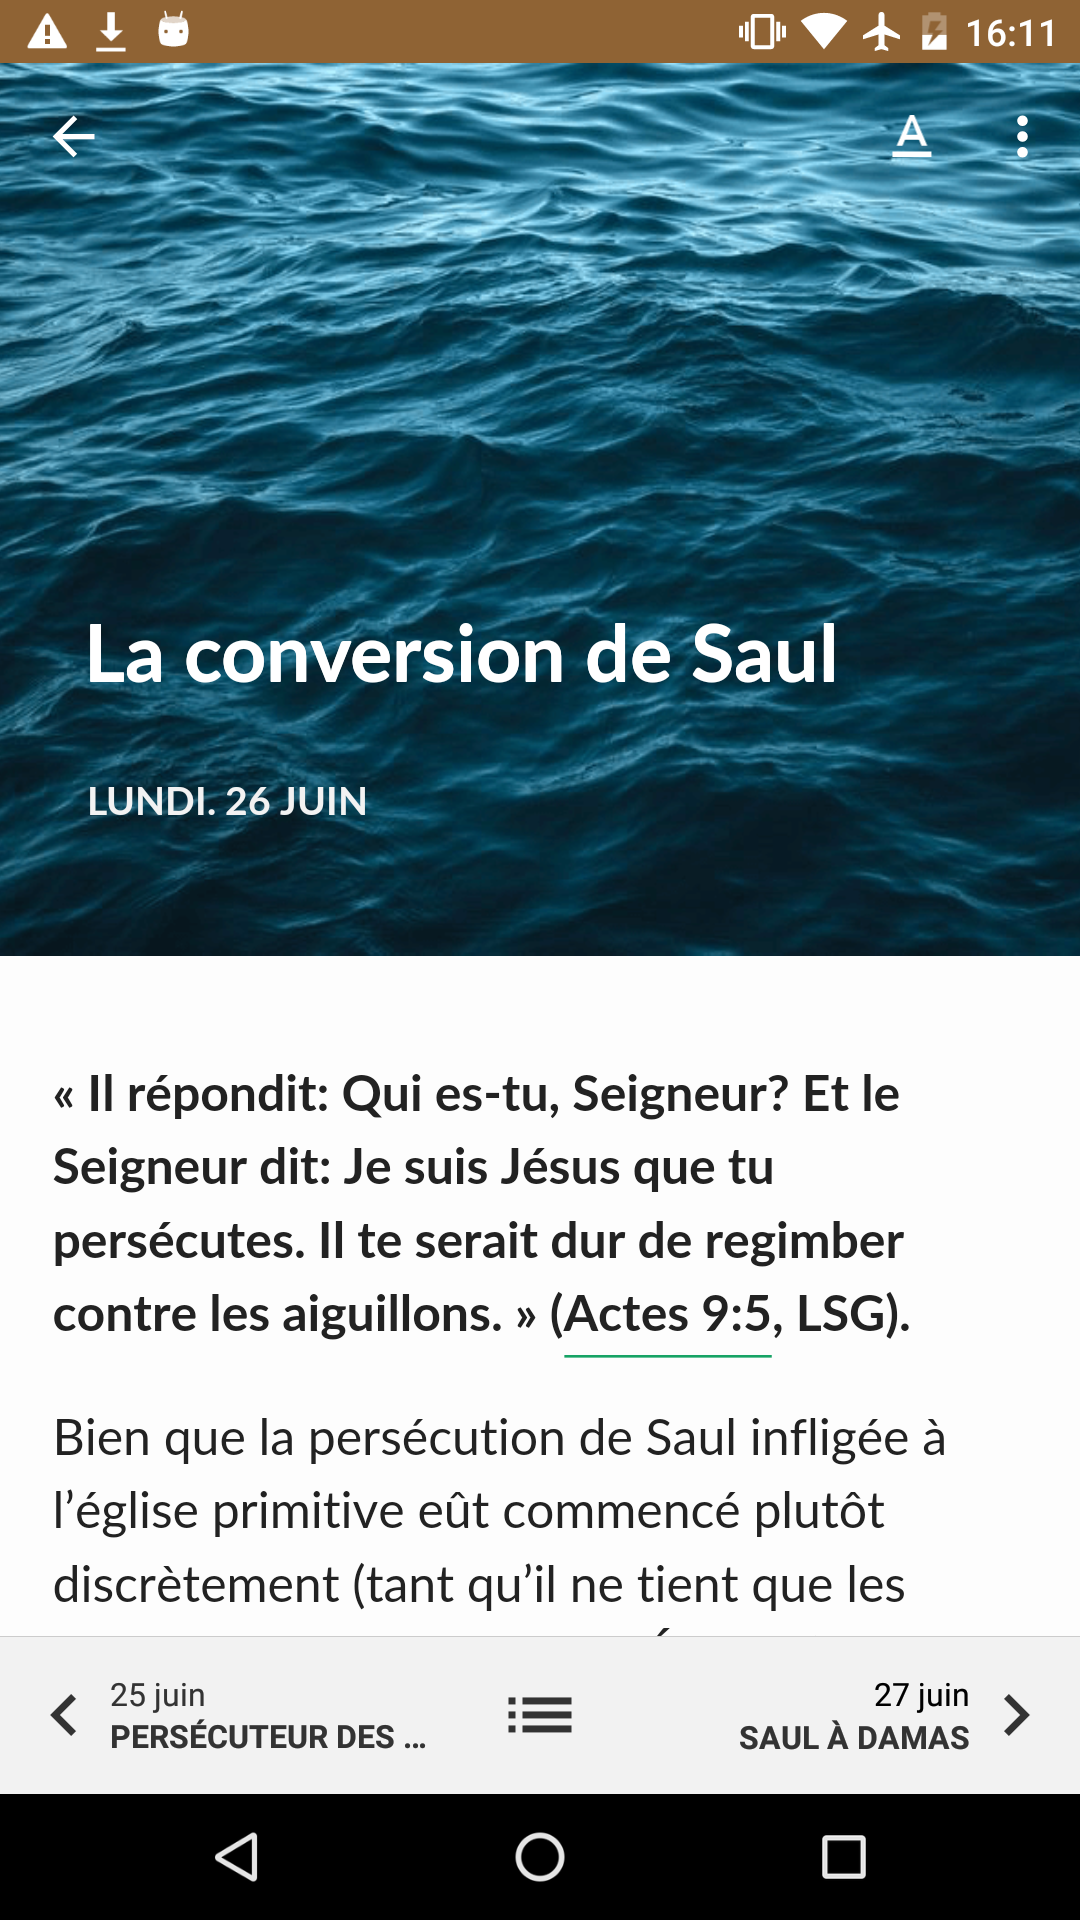 16:11
A
La conversion de Saul
LUNDI. 26 JUIN
« Il répondit: Qui es-tu, Seigneur? Et le
Seigneur dit: Je suis Jésus que tu
persécutes. Il te serait dur de regimber
contre les aiguillons. » (Actes 9:5, LSG).
Bien que la persécution de Saul infligée à
l’église primitive eût commencé plutôt
discrètement (tant qu’il ne tient que les
25 juin
PERSÉCUTEUR DES ...
27 juin
SAUL À DAMAS